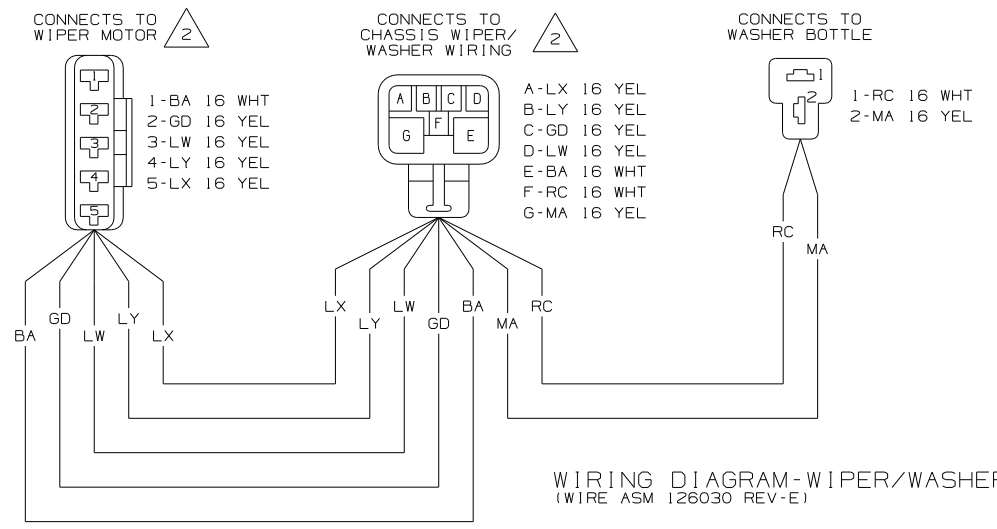 CONNECTS TO
WIPER MOTOR
2
1
2
3
4
5
1-BA 16 WHT
2-GD 16 YEL
3-LW 16 YEL
4-LY 16 YEL
5-LX 16 YEL
CONNECTS TO
CHASSIS WIPER/
WASHER WIRING
2
A B C D
F
G E
A-LX 16 YEL
B-LY 16 YEL
C-GD 16 YEL
D-LW 16 YEL
E-BA 16 WHT
F-RC 16 WHT
G-MA 16 YEL
CONNECTS TO
WASHER BOTTLE
1
2
1-RC 16 WHT
2-MA 16 YEL
BA
GD
LW
LY
LX
LX
LY
LW
GD
BA
MA
RC
RC
MA
WIRING DIAGRAM-WIPER/WASHER
(WIRE ASM 126030 REV-E)